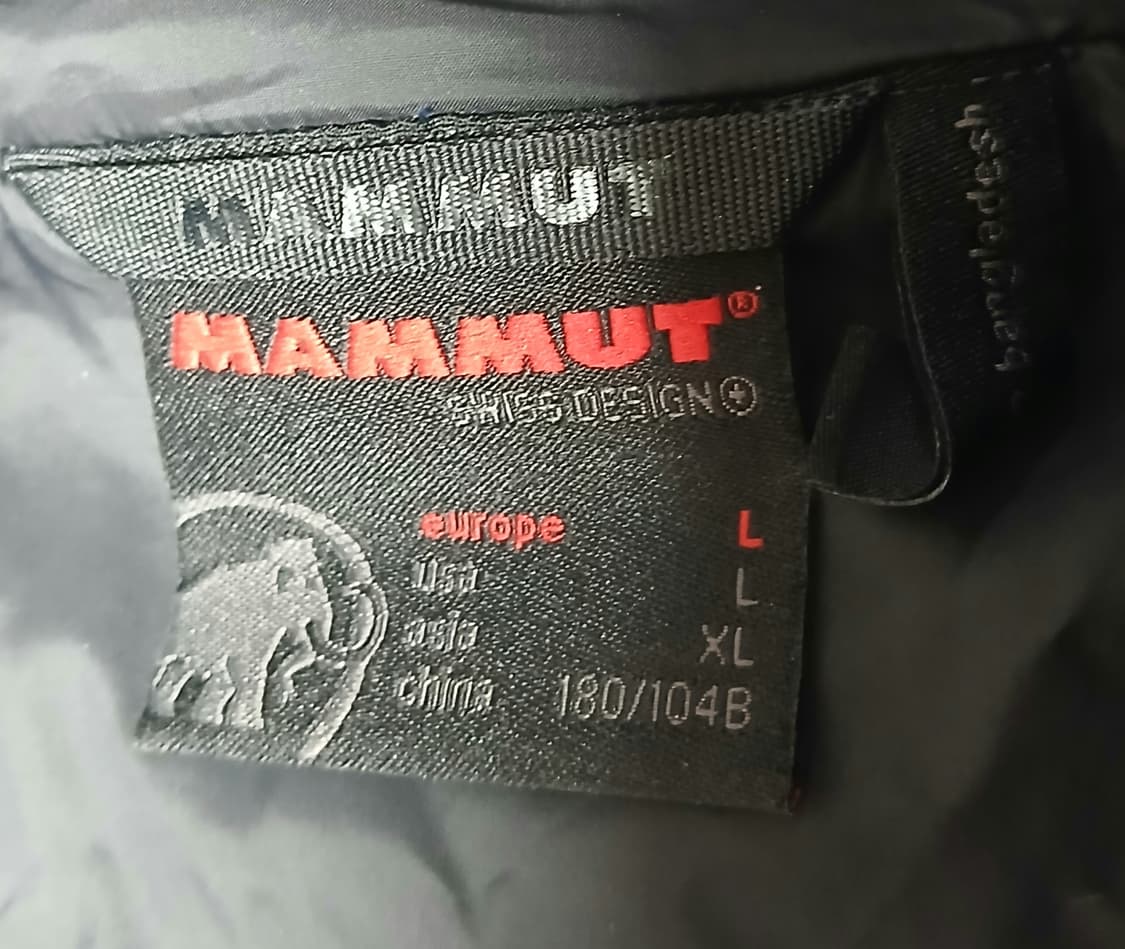 MAMMUT
MAMMUT®
SWISS DESIGN
europe L
usa L
asia XL
china 180/104B
bangladesh